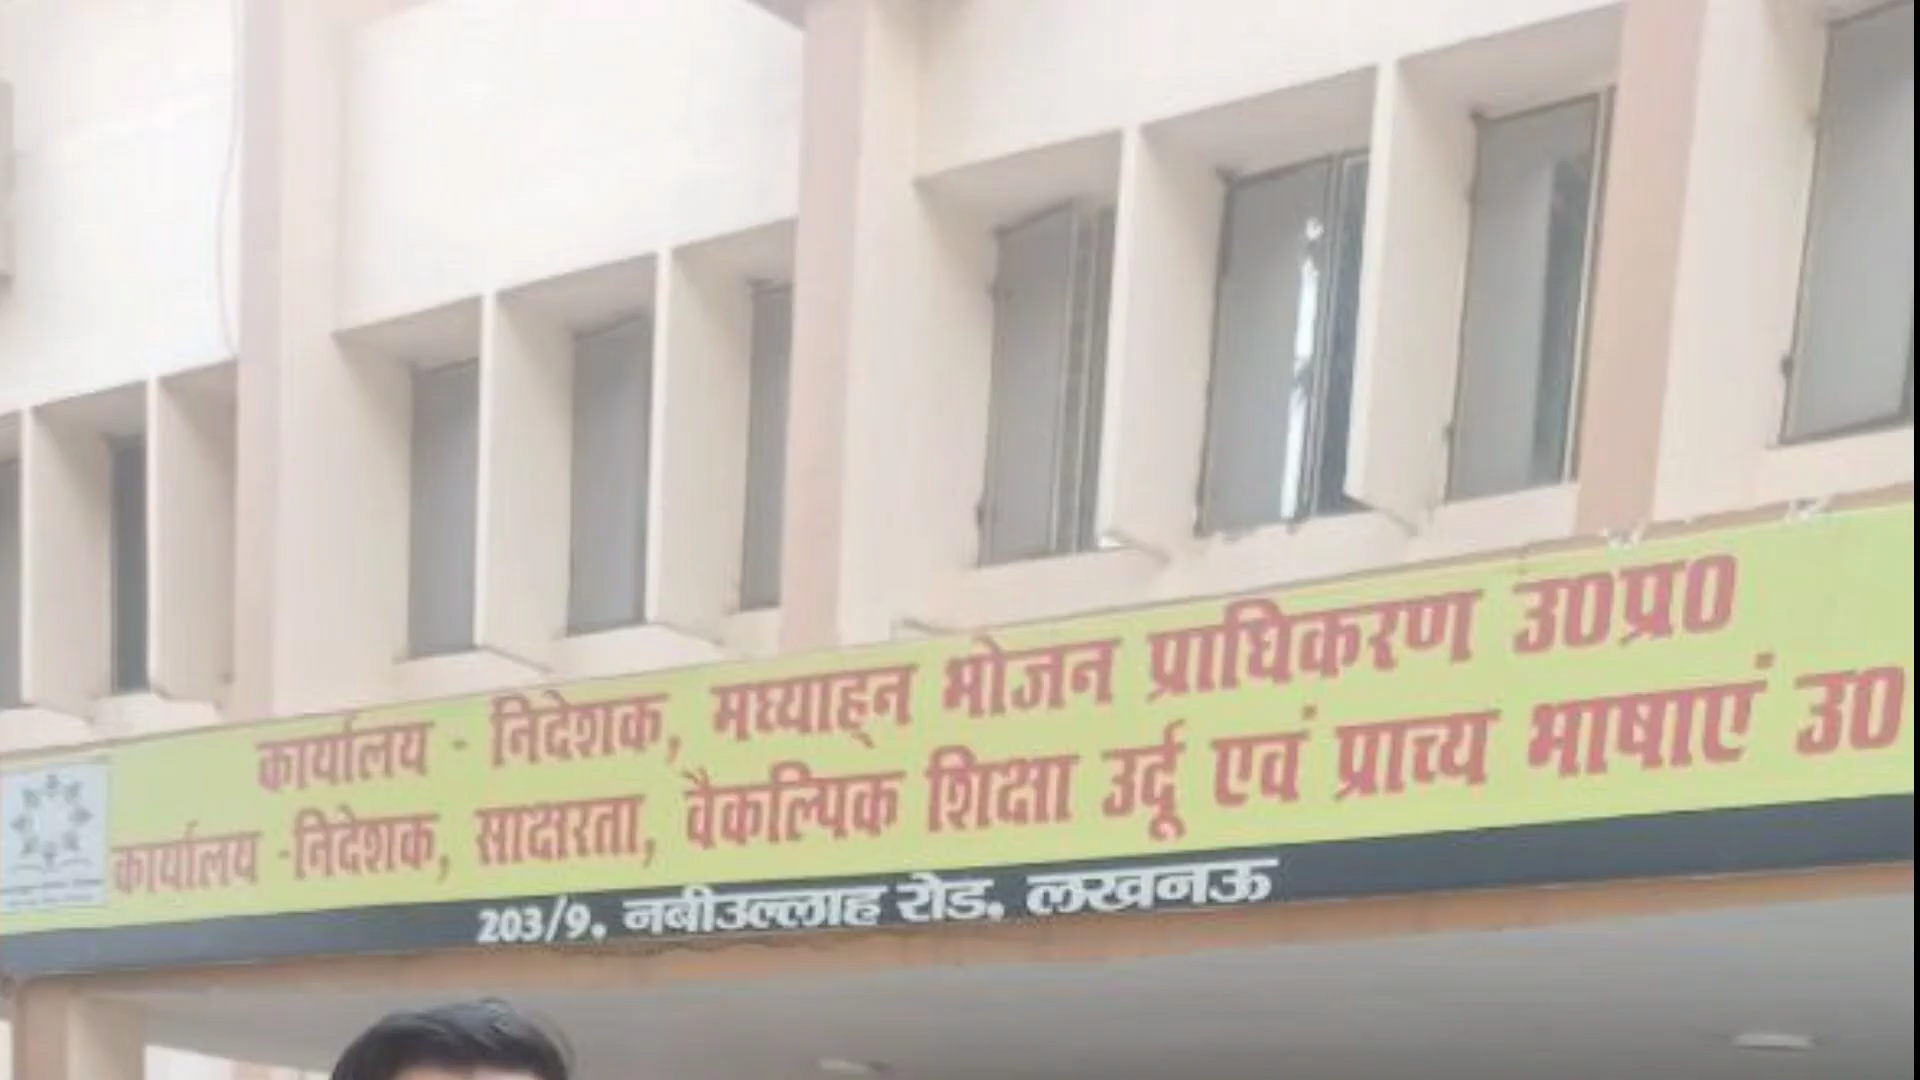 कार्यालय - निदेशक, मध्याह्न भोजन प्राधिकरण उ0प्र0
कार्यालय -निदेशक, साक्षरता, वैकल्पिक शिक्षा उर्दू एवं प्राच्य भाषाएं उ0
203/9, नबीउल्लाह रोड, लखनऊ